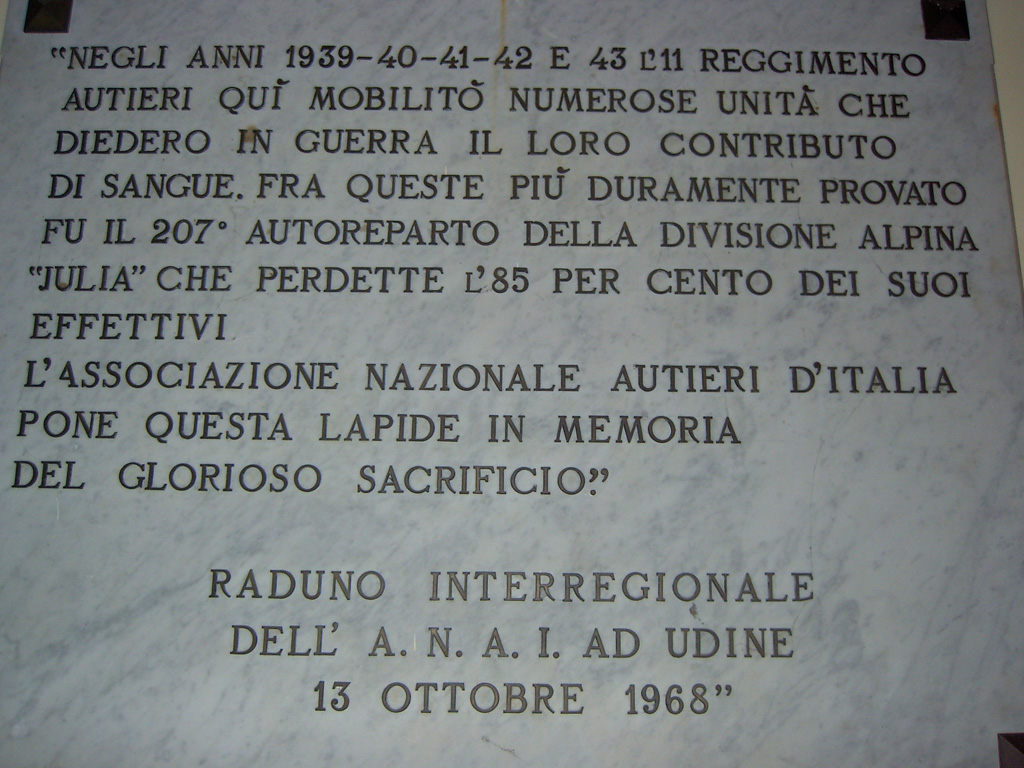 “NEGLI ANNI 1939-40-41-42 E 43 L'11 REGGIMENTO
AUTIERI QUÌ MOBILITÒ NUMEROSE UNITÀ CHE
DIEDERO IN GUERRA IL LORO CONTRIBUTO
DI SANGUE. FRA QUESTE PIÙ DURAMENTE PROVATO
FU IL 207° AUTOREPARTO DELLA DIVISIONE ALPINA
“JULIA” CHE PERDETTE L'85 PER CENTO DEI SUOI
EFFETTIVI.
L'ASSOCIAZIONE NAZIONALE AUTIERI D'ITALIA
PONE QUESTA LAPIDE IN MEMORIA
DEL GLORIOSO SACRIFICIO.”
RADUNO INTERREGIONALE
DELL' A. N. A. I. AD UDINE
13 OTTOBRE 1968”